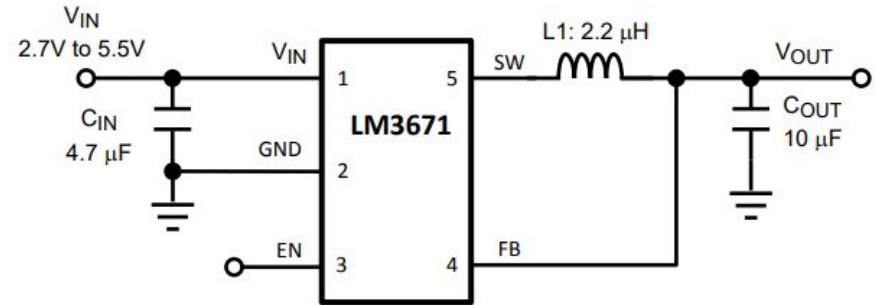 VIN
2.7V to 5.5V
VIN
L1: 2.2 μH
VOUT
1
5
SW
CIN
4.7 μF
LM3671
COUT
10 μF
GND
2
EN
3
4
FB